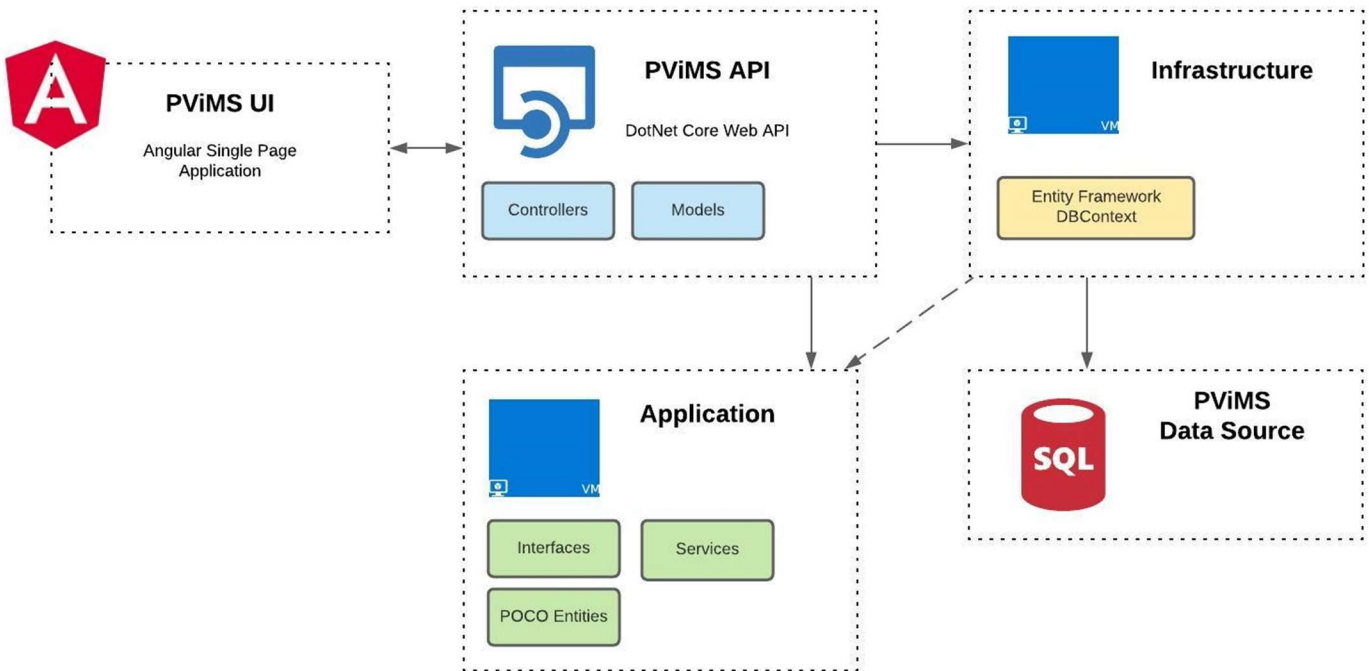 PViMS UI
Angular Single Page
Application
PViMS API
DotNet Core Web API
Controllers
Models
Infrastructure
VM
Entity Framework
DBContext
Application
VM
Interfaces
Services
POCO Entities
PViMS
Data Source
SQL